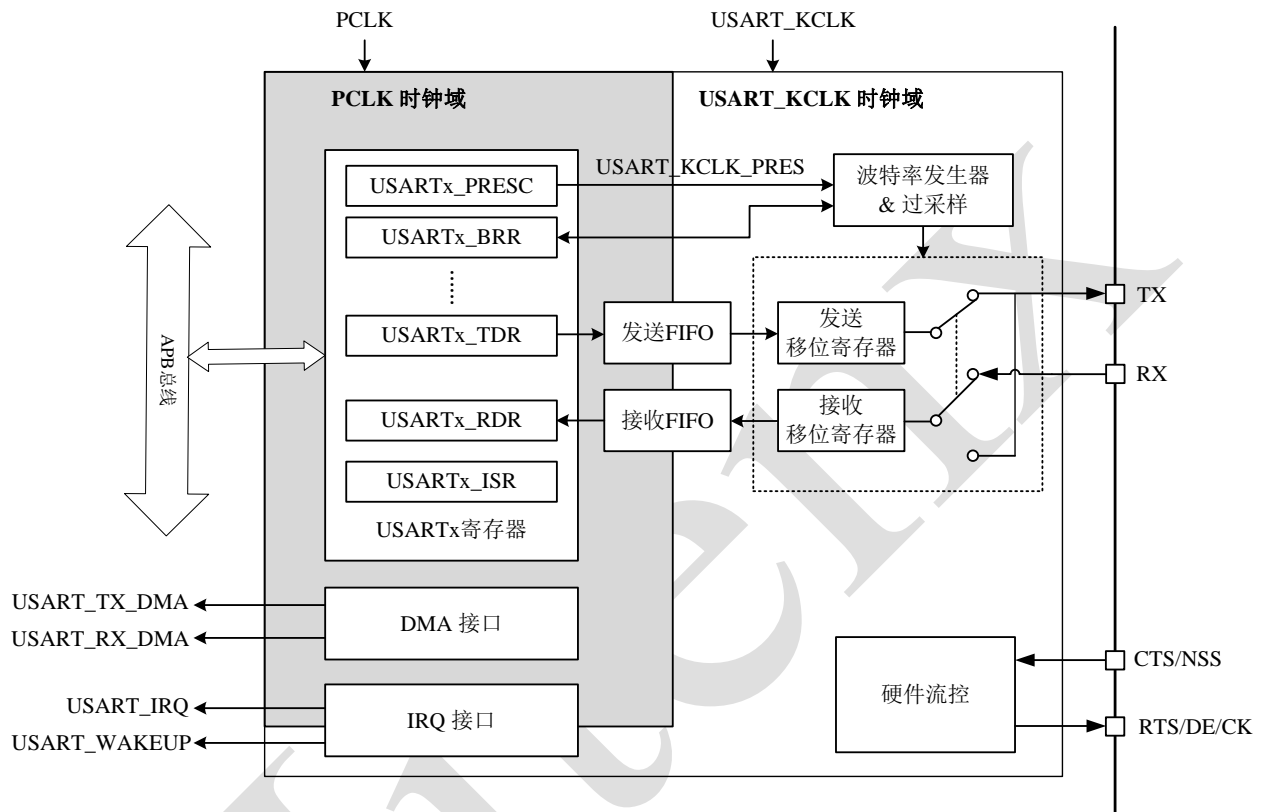 PCLK
USART_KCLK
PCLK 时钟域
USART_KCLK 时钟域
USARTx_PRESC
USART_KCLK_PRES
波特率发生器
& 过采样
USARTx_BRR
APB总线
USARTx_TDR
发送FIFO
发送
移位寄存器
TX
RX
USARTx_RDR
接收FIFO
接收
移位寄存器
USARTx_ISR
USARTx寄存器
USART_TX_DMA
USART_RX_DMA
DMA 接口
USART_IRQ
USART_WAKEUP
IRQ 接口
硬件流控
CTS/NSS
RTS/DE/CK